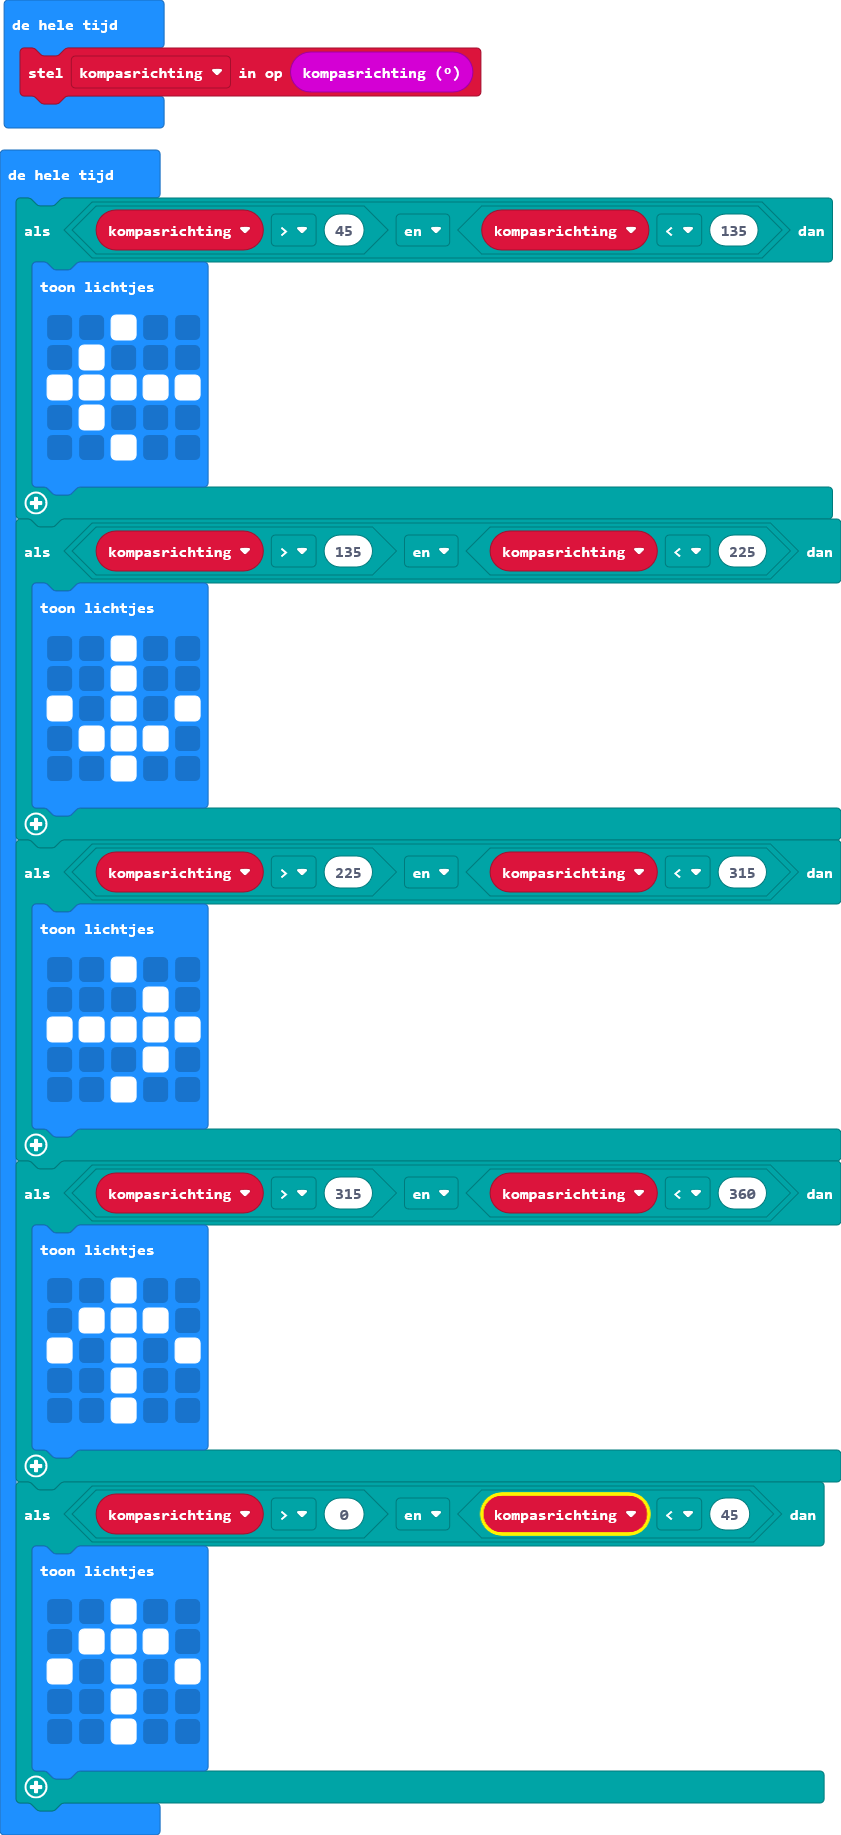 de hele tijd
stel kompasrichting in op kompasrichting (º)
de hele tijd
als kompasrichting > 45 en kompasrichting < 135 dan
toon lichtjes
als kompasrichting > 135 en kompasrichting < 225 dan
toon lichtjes
als kompasrichting > 225 en kompasrichting < 315 dan
toon lichtjes
als kompasrichting > 315 en kompasrichting < 360 dan
toon lichtjes
als kompasrichting > 0 en kompasrichting < 45 dan
toon lichtjes